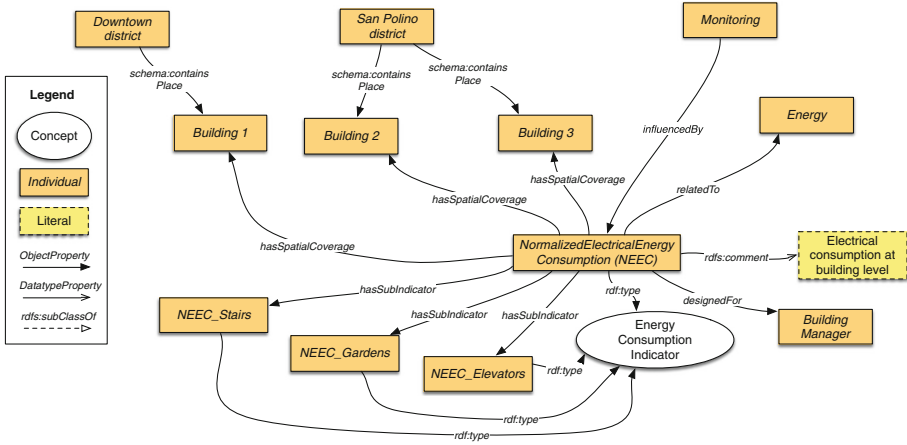 Downtown
district
San Polino
district
Monitoring
schema:contains
Place
schema:contains
Place
schema:contains
Place
Legend
Concept
Individual
Literal
ObjectProperty
DatatypeProperty
rdfs:subClassOf
Building 1
Building 2
Building 3
Energy
influencedBy
hasSpatialCoverage
hasSpatialCoverage
hasSpatialCoverage
relatedTo
NormalizedElectricalEnergy
Consumption (NEEC)
rdfs:comment
Electrical
consumption at
building level
hasSubIndicator
hasSubIndicator
hasSubIndicator
rdf:type
designedFor
NEEC_Stairs
NEEC_Gardens
NEEC_Elevators
rdf:type
Energy
Consumption
Indicator
Building
Manager
rdf:type
rdf:type